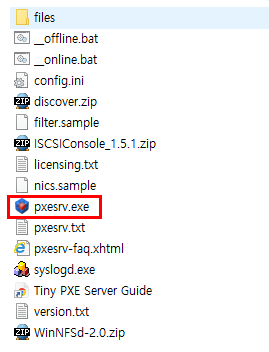 files
__offline.bat
__online.bat
config.ini
discover.zip
filter.sample
ISCSIConsole_1.5.1.zip
licensing.txt
nics.sample
pxesrv.exe
pxesrv.txt
pxesrv-faq.xhtml
syslogd.exe
Tiny PXE Server Guide
version.txt
WinNFSd-2.0.zip